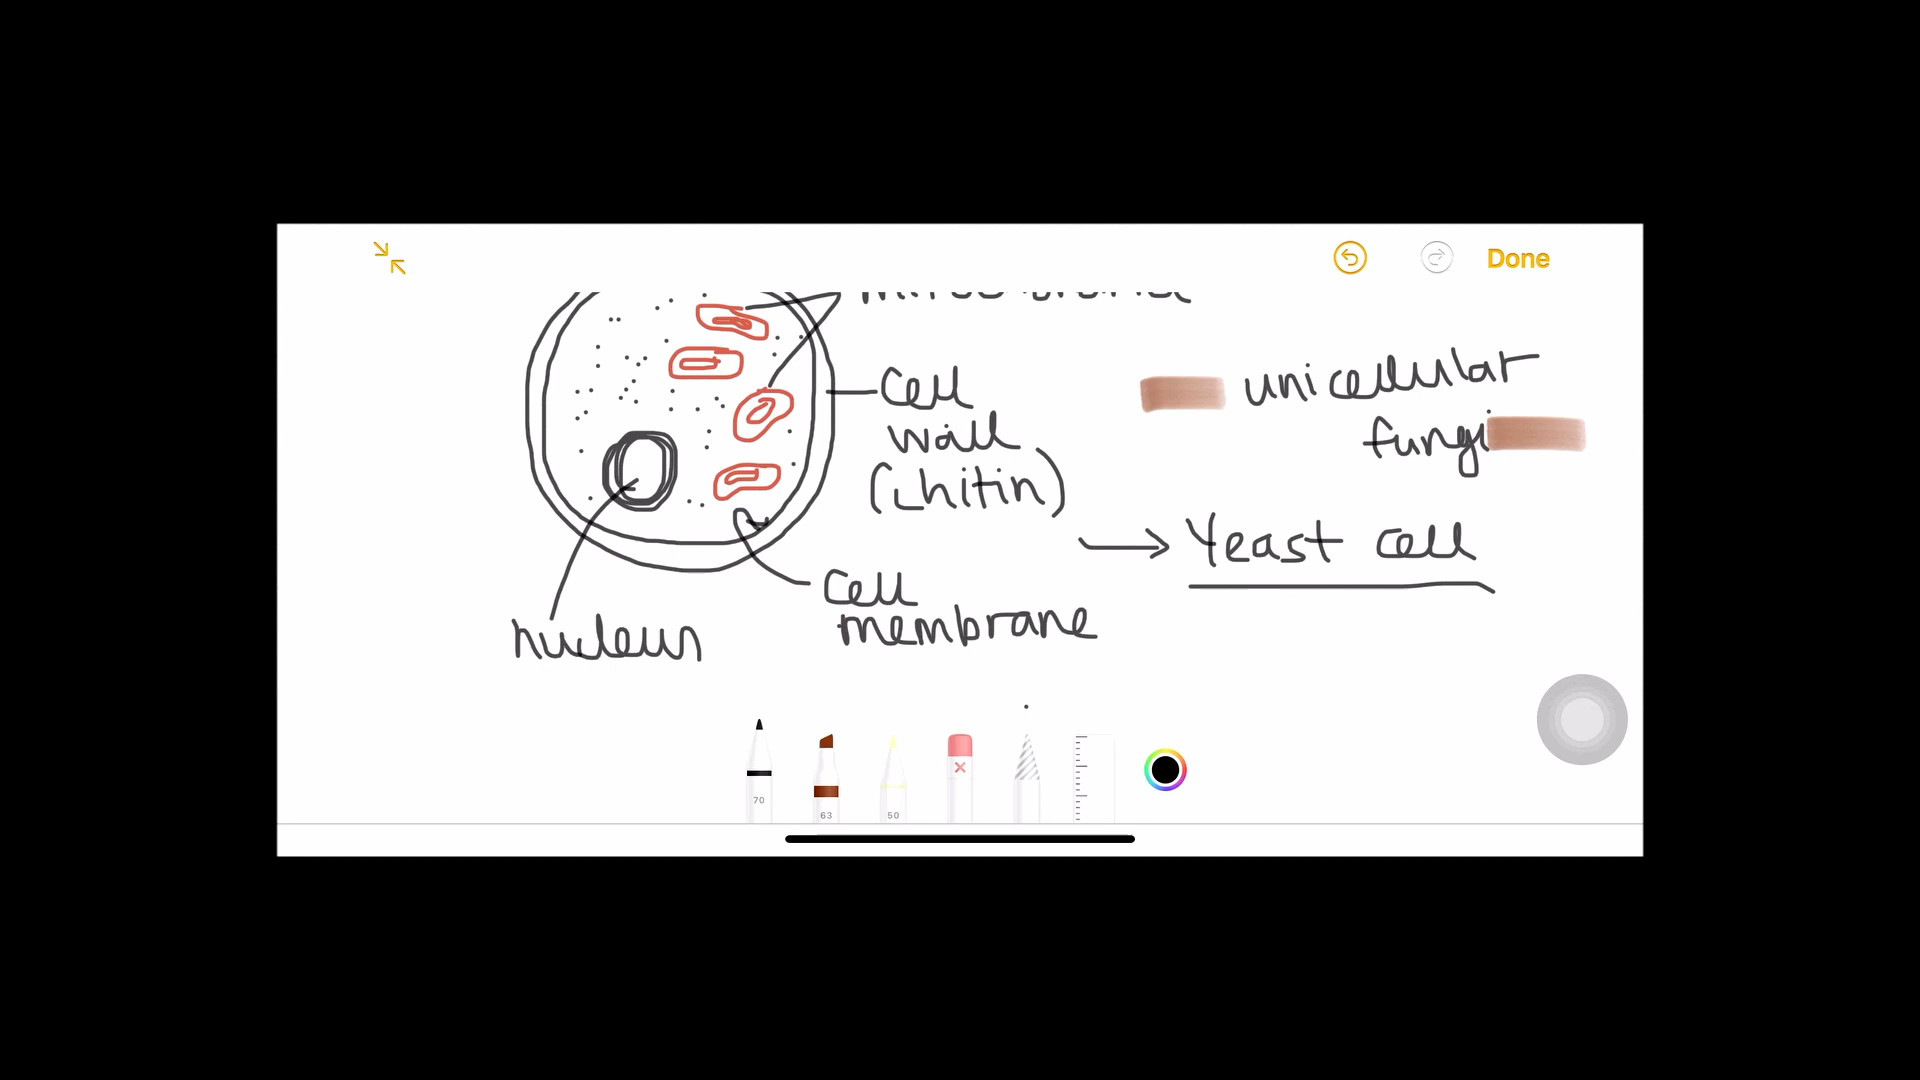 Done
Cell
wall
(chitin)
unicellular
fungi
Yeast cell
Cell
membrane
nucleus
70
63
50